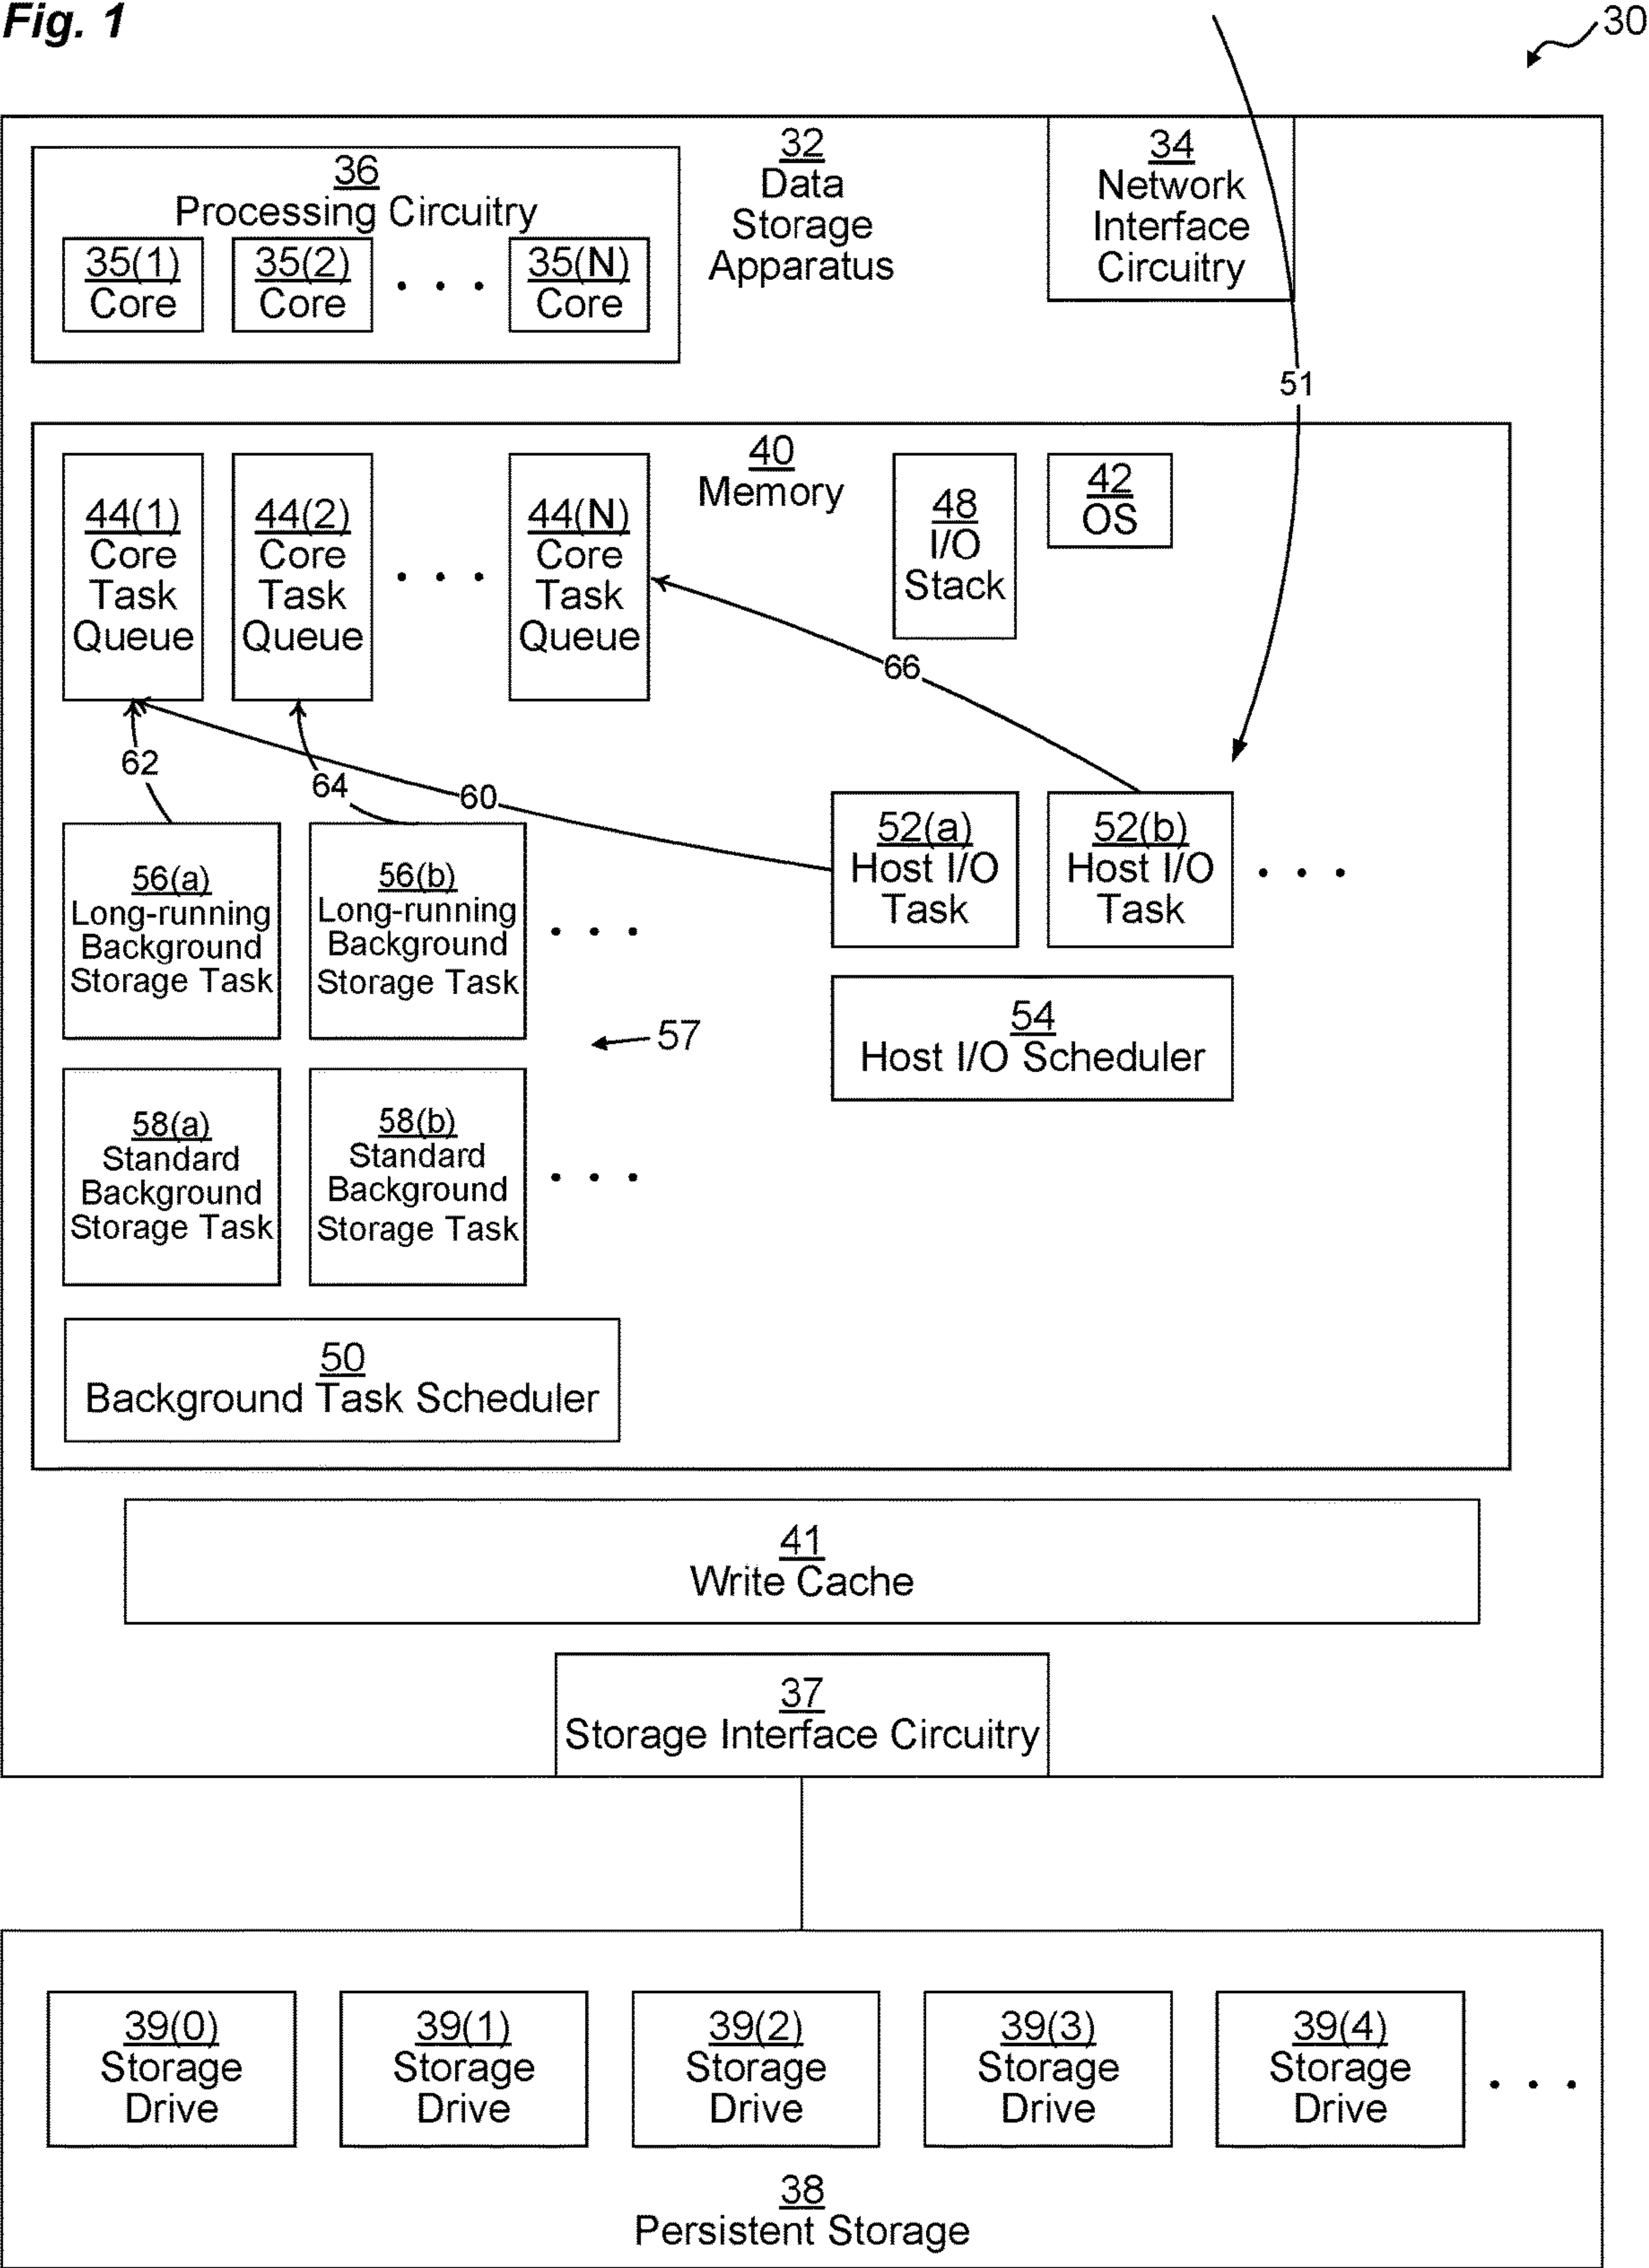 Fig. 1
30
32
Data
Storage
Apparatus
34
Network
Interface
Circuitry
36
Processing Circuitry
35(1)
Core
35(2)
Core
. . .
35(N)
Core
51
40
Memory
44(1)
Core
Task
Queue
44(2)
Core
Task
Queue
. . .
44(N)
Core
Task
Queue
48
I/O
Stack
42
OS
66
62
64
60
52(a)
Host I/O
Task
52(b)
Host I/O
Task
. . .
56(a)
Long-running
Background
Storage Task
56(b)
Long-running
Background
Storage Task
. . .
57
54
Host I/O Scheduler
58(a)
Standard
Background
Storage Task
58(b)
Standard
Background
Storage Task
. . .
50
Background Task Scheduler
41
Write Cache
37
Storage Interface Circuitry
39(0)
Storage
Drive
39(1)
Storage
Drive
39(2)
Storage
Drive
39(3)
Storage
Drive
39(4)
Storage
Drive
. . .
38
Persistent Storage